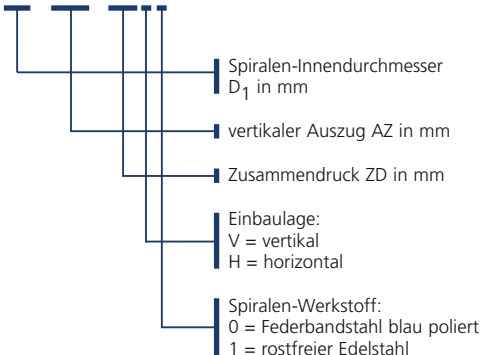 Spiralen-Innendurchmesser
D1 in mm
vertikaler Auszug AZ in mm
Zusammendruck ZD in mm
Einbaulage:
V = vertikal
H = horizontal
Spiralen-Werkstoff:
0 = Federbandstahl blau poliert
1 = rostfreier Edelstahl